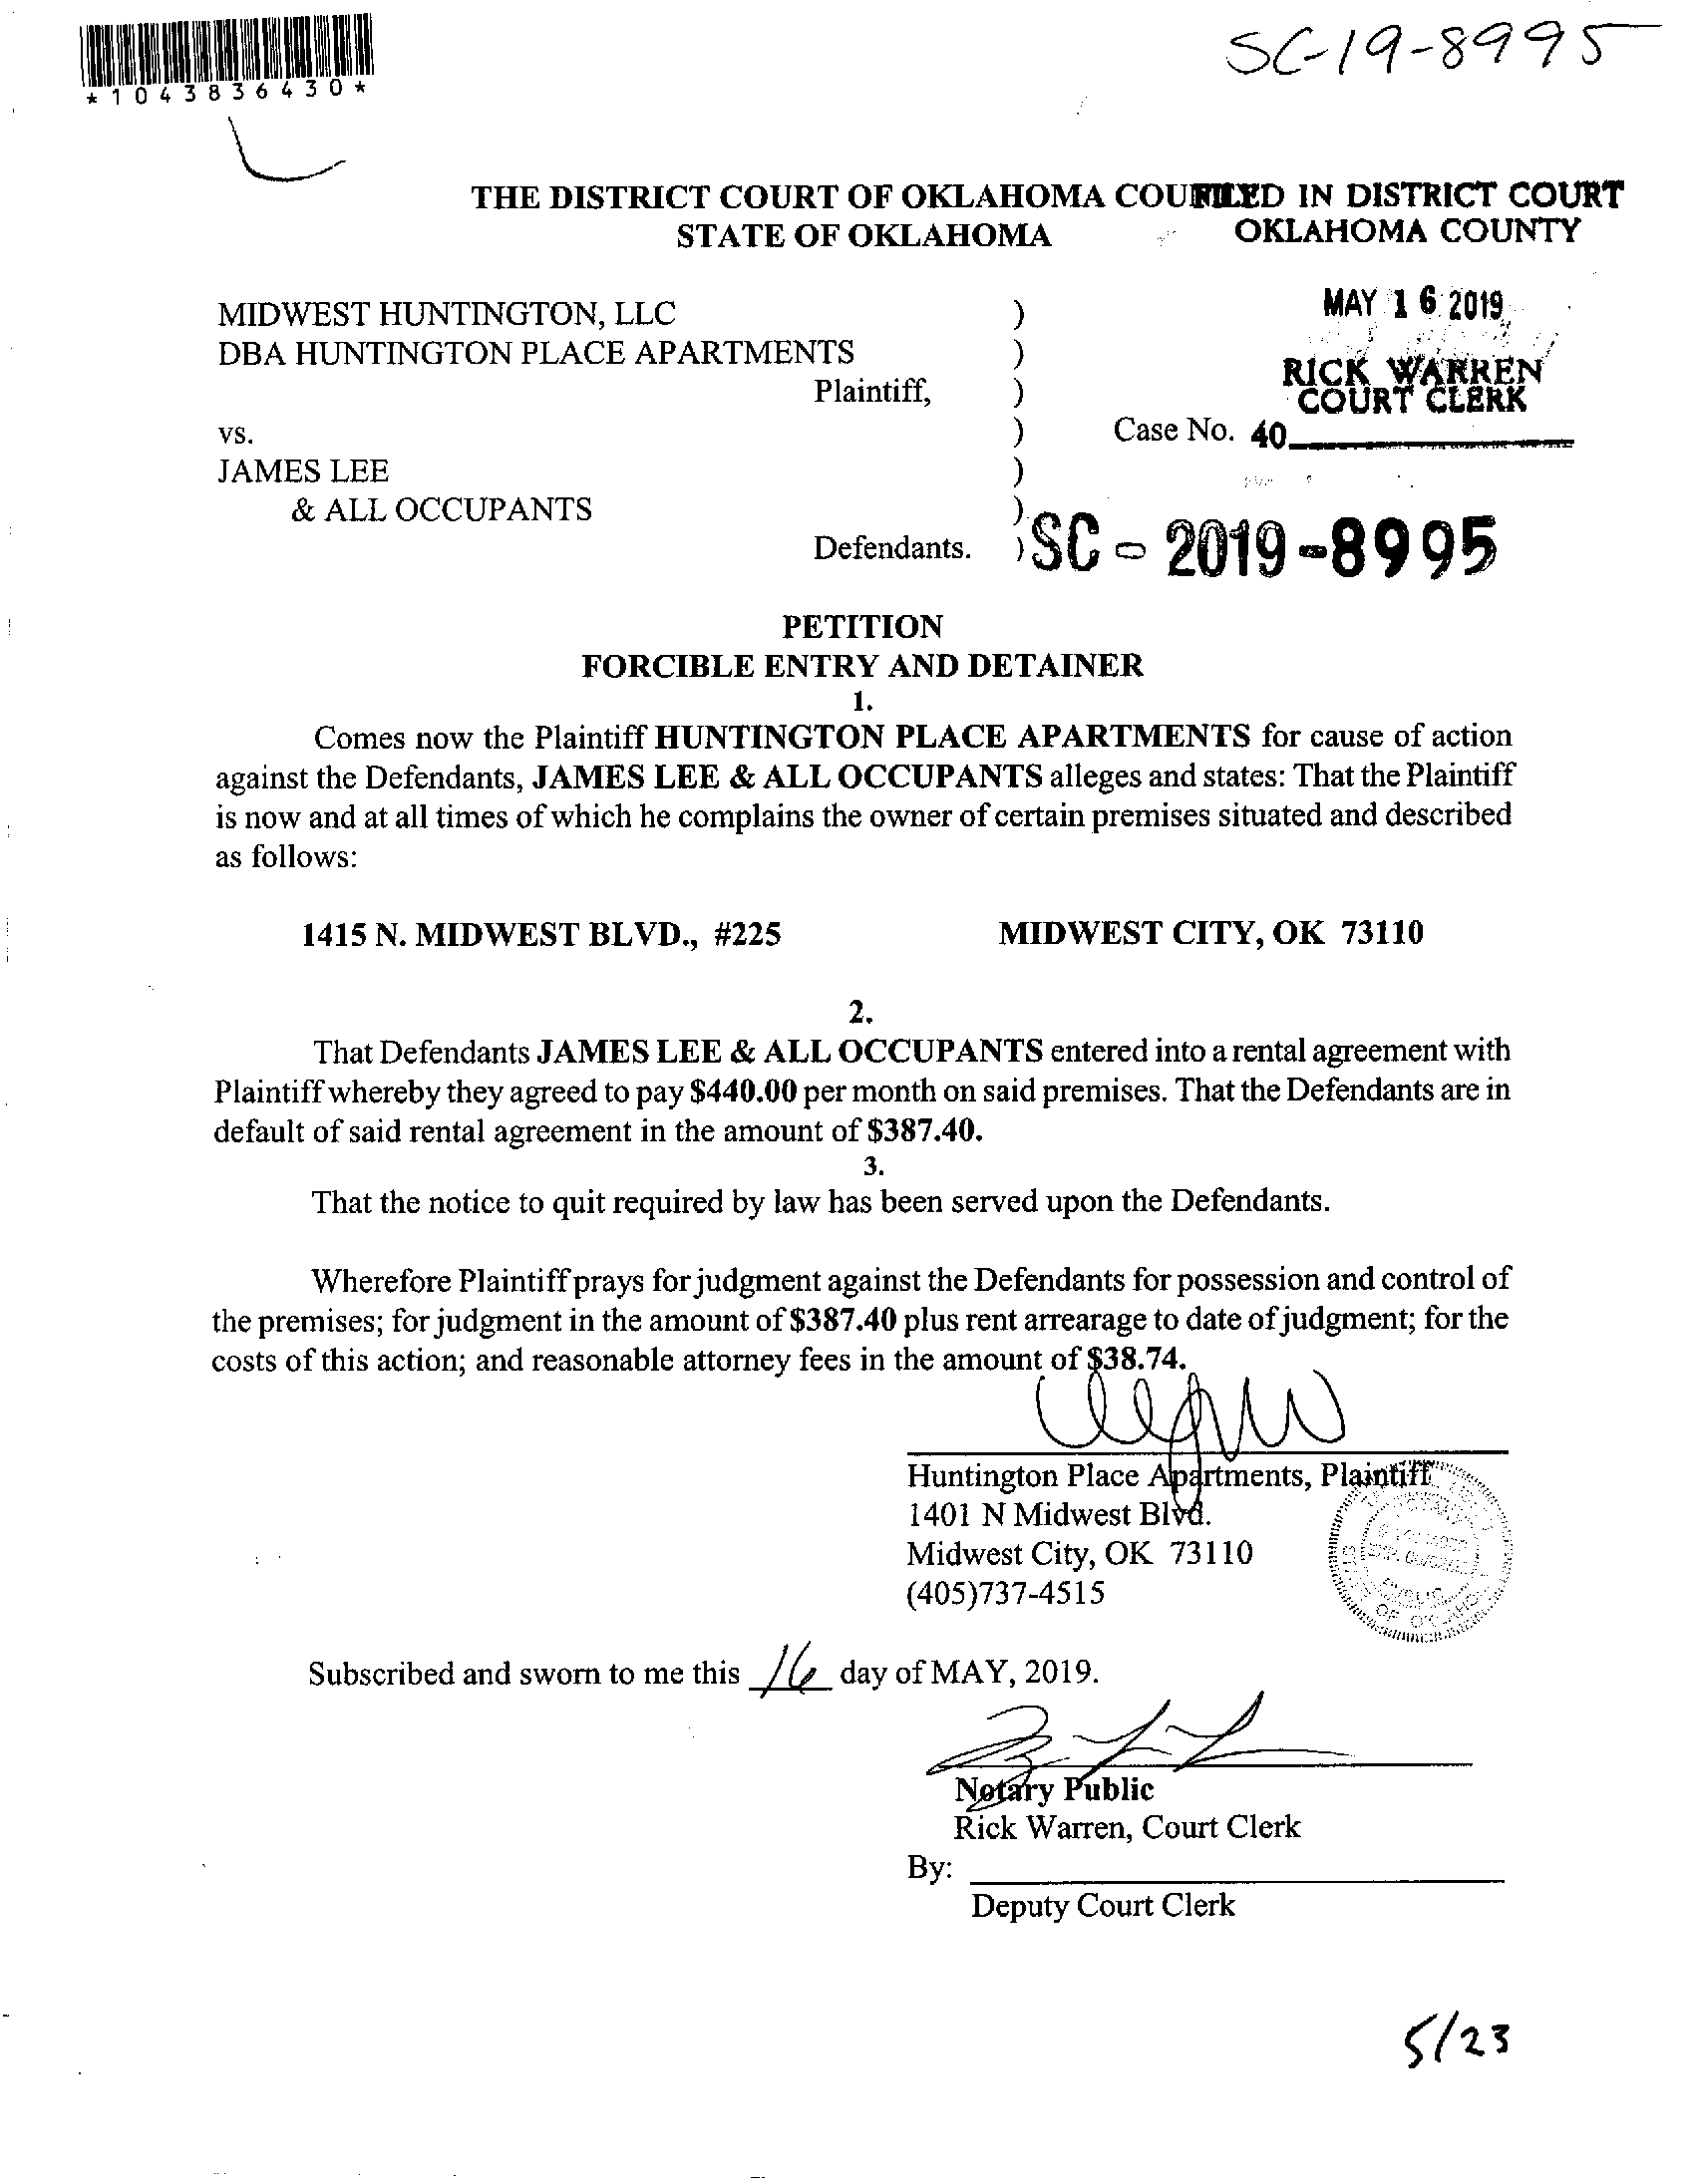 SC-19-8995
*1043836430*
THE DISTRICT COURT OF OKLAHOMA COUNTY
STATE OF OKLAHOMA
FILED IN DISTRICT COURT
OKLAHOMA COUNTY
MAY 16 2019
RICK WARREN
COURT CLERK
40
MIDWEST HUNTINGTON, LLC )
DBA HUNTINGTON PLACE APARTMENTS )
Plaintiff, )
vs. ) Case No.
JAMES LEE )
& ALL OCCUPANTS )
Defendants. ) SC - 2019 - 8995
PETITION
FORCIBLE ENTRY AND DETAINER
1.
Comes now the Plaintiff HUNTINGTON PLACE APARTMENTS for cause of action
against the Defendants, JAMES LEE & ALL OCCUPANTS alleges and states: That the Plaintiff
is now and at all times of which he complains the owner of certain premises situated and described
as follows:
1415 N. MIDWEST BLVD., #225 MIDWEST CITY, OK 73110
2.
That Defendants JAMES LEE & ALL OCCUPANTS entered into a rental agreement with
Plaintiff whereby they agreed to pay $440.00 per month on said premises. That the Defendants are in
default of said rental agreement in the amount of $387.40.
3.
That the notice to quit required by law has been served upon the Defendants.
Wherefore Plaintiff prays for judgment against the Defendants for possession and control of
the premises; for judgment in the amount of $387.40 plus rent arrearage to date of judgment; for the
costs of this action; and reasonable attorney fees in the amount of $38.74.
Huntington Place Apartments, Plaintiff
1401 N Midwest Blvd.
Midwest City, OK 73110
(405)737-4515
PUBLIC
OF OKLAHOMA
Subscribed and sworn to me this 16 day of MAY, 2019.
Notary Public
Rick Warren, Court Clerk
By:
Deputy Court Clerk
5/23